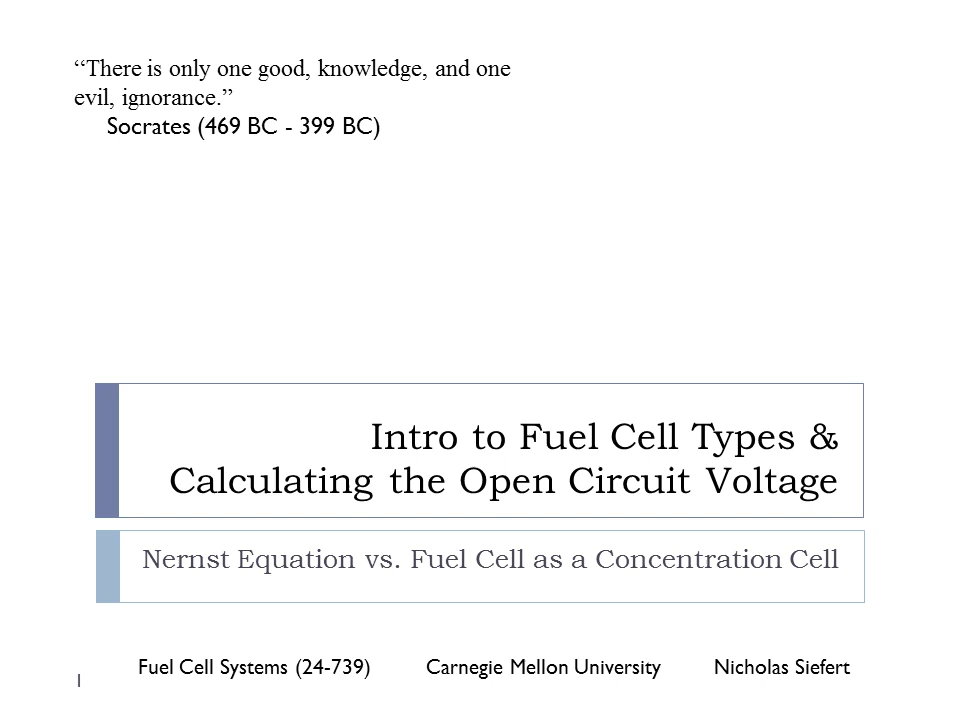 “There is only one good, knowledge, and one
evil, ignorance.”
Socrates (469 BC - 399 BC)
Intro to Fuel Cell Types &
Calculating the Open Circuit Voltage
Nernst Equation vs. Fuel Cell as a Concentration Cell
Fuel Cell Systems (24-739) Carnegie Mellon University Nicholas Siefert
1